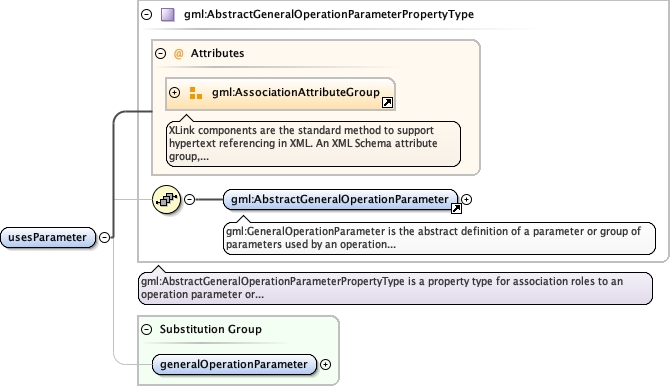 gml:AbstractGeneralOperationParameterPropertyType
@ Attributes
gml:AssociationAttributeGroup
XLink components are the standard method to support
hypertext referencing in XML. An XML Schema attribute
group,...
gml:AbstractGeneralOperationParameter
usesParameter
gml:GeneralOperationParameter is the abstract definition of a parameter or group of
parameters used by an operation...
gml:AbstractGeneralOperationParameterPropertyType is a property type for association roles to an
operation parameter or...
Substitution Group
generalOperationParameter